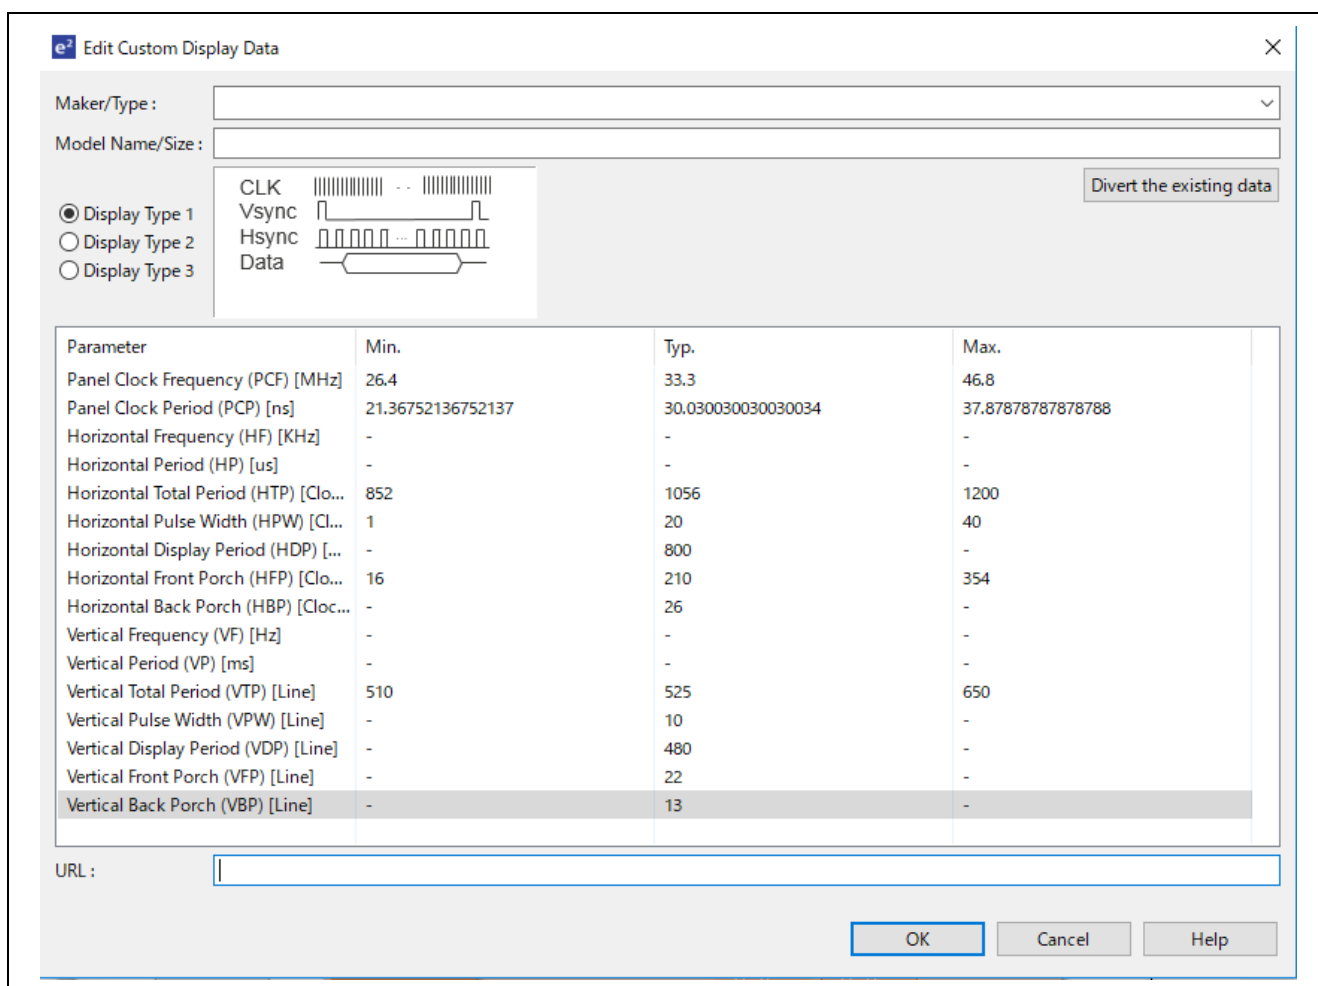 e² Edit Custom Display Data
Maker/Type :
Model Name/Size :
Divert the existing data
Display Type 1
Display Type 2
Display Type 3
CLK
Vsync
Hsync
Data
Parameter Min. Typ. Max.
Panel Clock Frequency (PCF) [MHz] 26.4 33.3 46.8
Panel Clock Period (PCP) [ns] 21.36752136752137 30.030030030030034 37.87878787878788
Horizontal Frequency (HF) [KHz] - - -
Horizontal Period (HP) [us] - - -
Horizontal Total Period (HTP) [Clo... 852 1056 1200
Horizontal Pulse Width (HPW) [Cl... 1 20 40
Horizontal Display Period (HDP) [... - 800 -
Horizontal Front Porch (HFP) [Clo... 16 210 354
Horizontal Back Porch (HBP) [Cloc... - 26 -
Vertical Frequency (VF) [Hz] - - -
Vertical Period (VP) [ms] - - -
Vertical Total Period (VTP) [Line] 510 525 650
Vertical Pulse Width (VPW) [Line] - 10 -
Vertical Display Period (VDP) [Line] - 480 -
Vertical Front Porch (VFP) [Line] - 22 -
Vertical Back Porch (VBP) [Line] - 13 -
URL :
OK Cancel Help